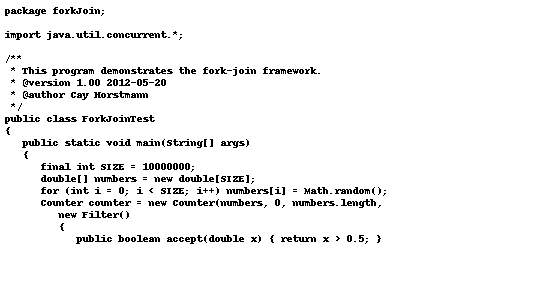 package forkJoin;
import java.util.concurrent.*;
/**
 * This program demonstrates the fork-join framework.
 * @version 1.00 2012-05-20
 * @author Cay Horstmann
 */
public class ForkJoinTest
{
   public static void main(String[] args)
   {
      final int SIZE = 10000000;
      double[] numbers = new double[SIZE];
      for (int i = 0; i < SIZE; i++) numbers[i] = Math.random();
      Counter counter = new Counter(numbers, 0, numbers.length,
         new Filter()
         {
            public boolean accept(double x) { return x > 0.5; }